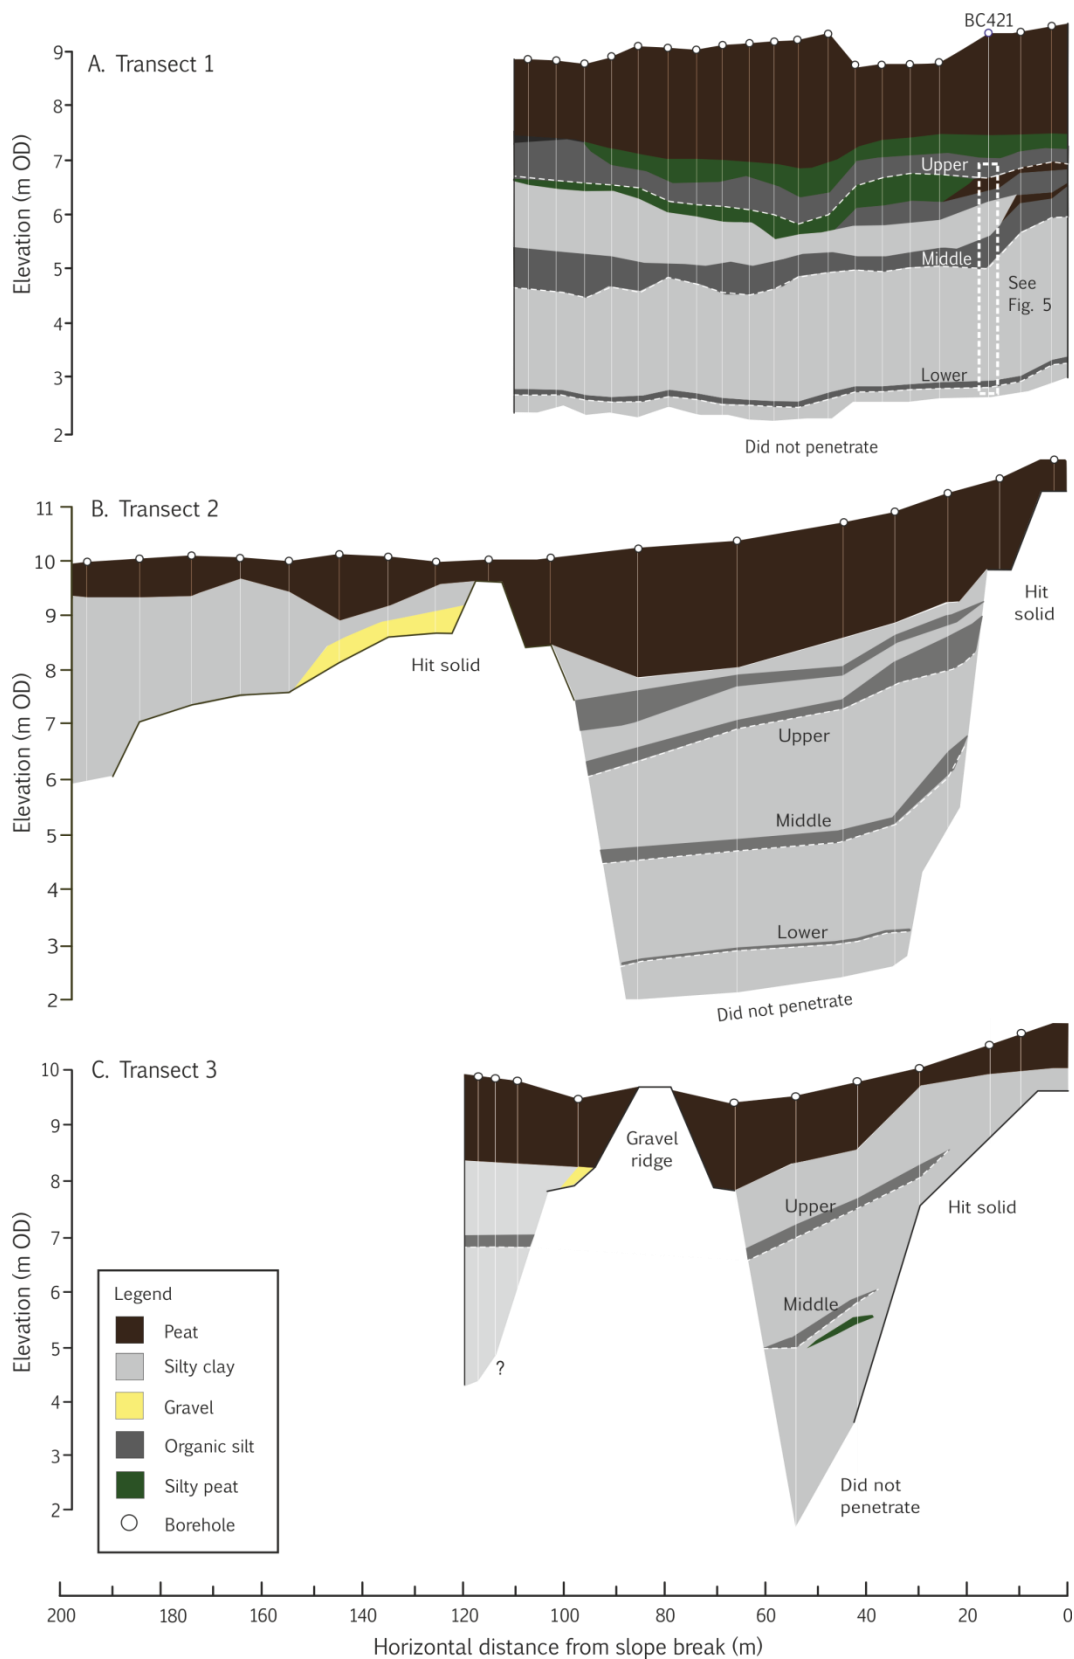 BC421
A. Transect 1
9
8
7
6
5
4
3
2
Elevation (m OD)
Upper
Middle
See
Fig. 5
Lower
Did not penetrate
B. Transect 2
11
10
9
8
7
6
5
4
3
2
Elevation (m OD)
Hit solid
Hit
solid
Upper
Middle
Lower
Did not penetrate
C. Transect 3
10
9
8
7
6
5
4
3
2
Elevation (m OD)
Gravel
ridge
Upper
Hit solid
Middle
?
Did not
penetrate
Legend
Peat
Silty clay
Gravel
Organic silt
Silty peat
Borehole
200 180 160 140 120 100 80 60 40 20 0
Horizontal distance from slope break (m)